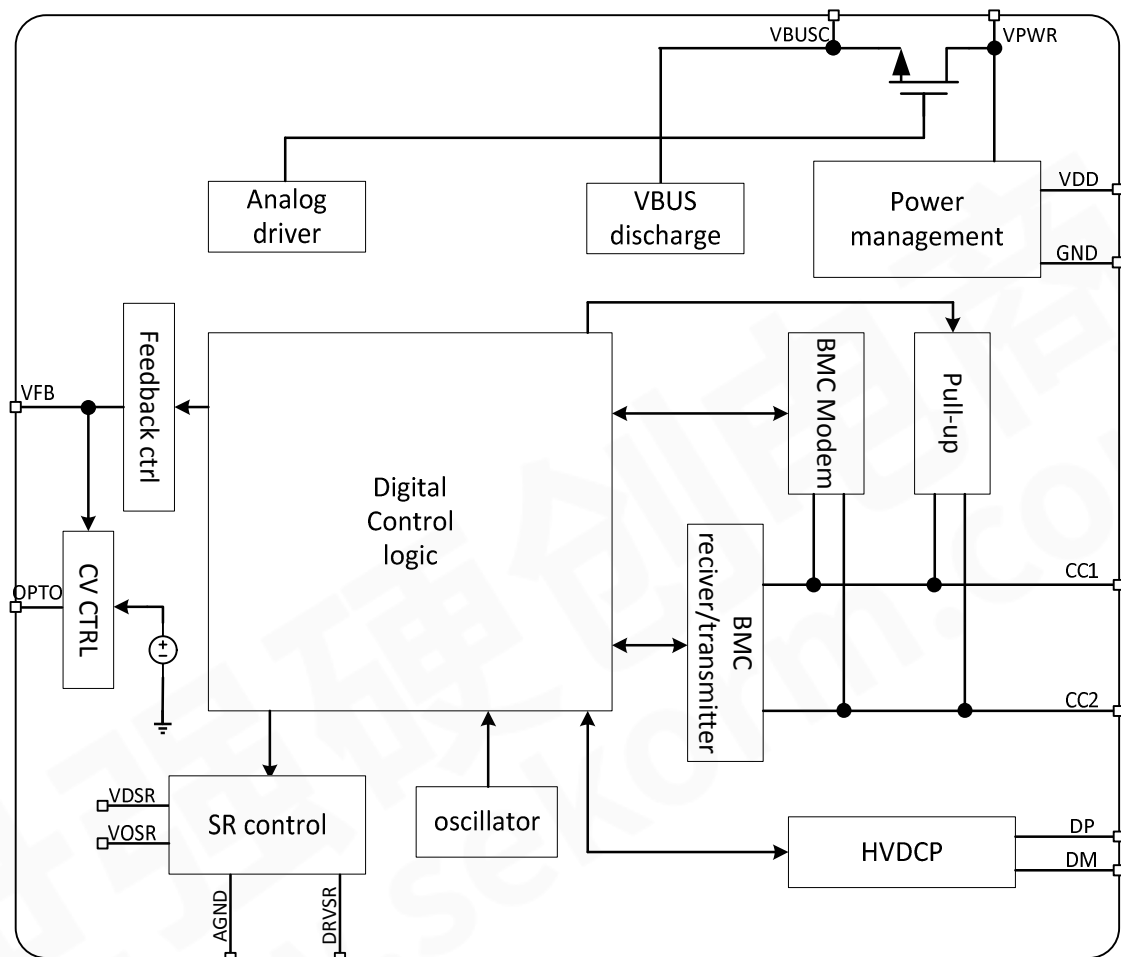 VBUSC
VPWR
Analog
driver
VBUS
discharge
Power
management
VDD
GND
VFB
Feedback ctrl
Digital
Control
logic
BMC Modem
Pull-up
OPTO
CV CTRL
BMC
reciver/transmitter
CC1
CC2
VDSR
VOSR
SR control
oscillator
HVDCP
DP
DM
AGND
DRVSR